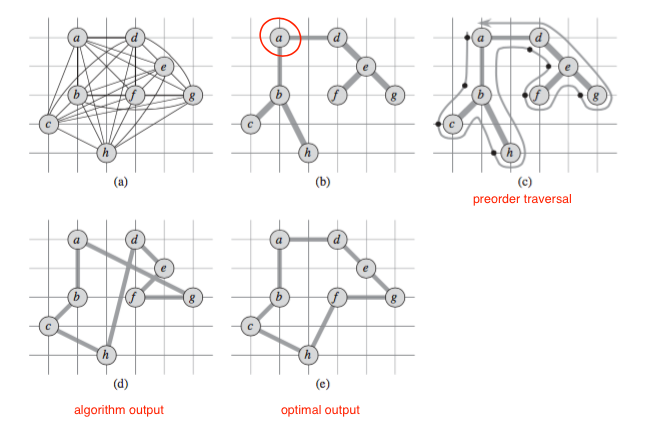 a d
e
b f g
c
h
(a)
a d
e
b f g
c
h
(b)
a d
e
b f g
c
h
(c)
preorder traversal
a d
e
b f g
c
h
(d)
algorithm output
a d
e
b f g
c
h
(e)
optimal output